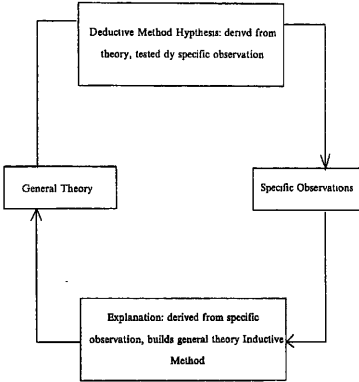 Deductive Method Hypthesis: derivd from
theory, tested dy specific observation
General Theory
Specific Observations
Explanation: derived from specific
observation, builds general theory Inductive
Method